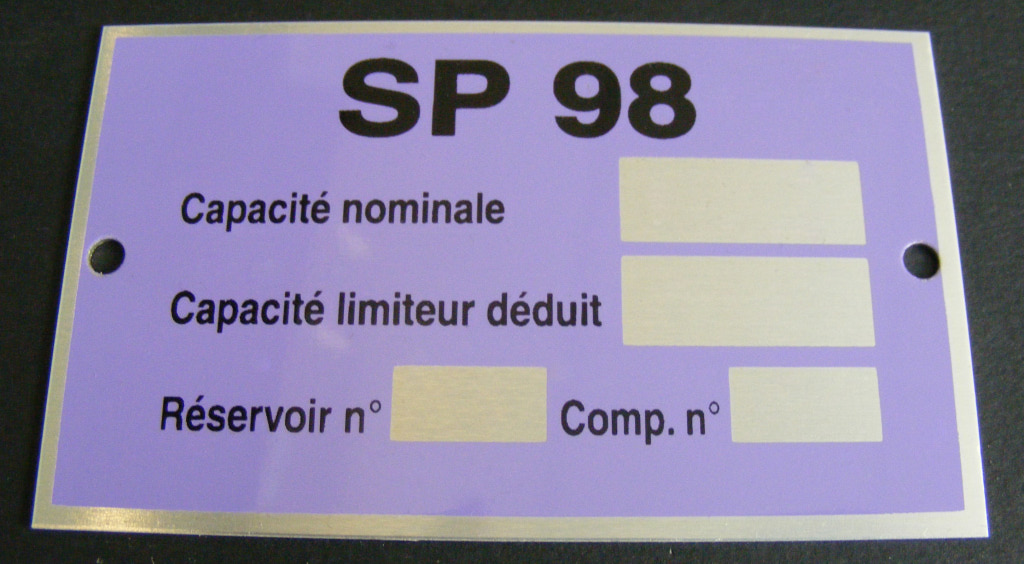 SP 98
Capacité nominale
Capacité limiteur déduit
Réservoir n° Comp. n°